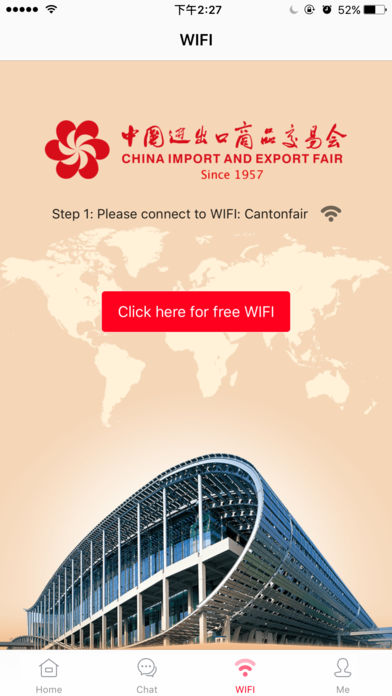 下午2:27
52%
WIFI
中国进出口商品交易会
CHINA IMPORT AND EXPORT FAIR
Since 1957
Step 1: Please connect to WIFI: Cantonfair
Click here for free WIFI
Home
Chat
WIFI
Me